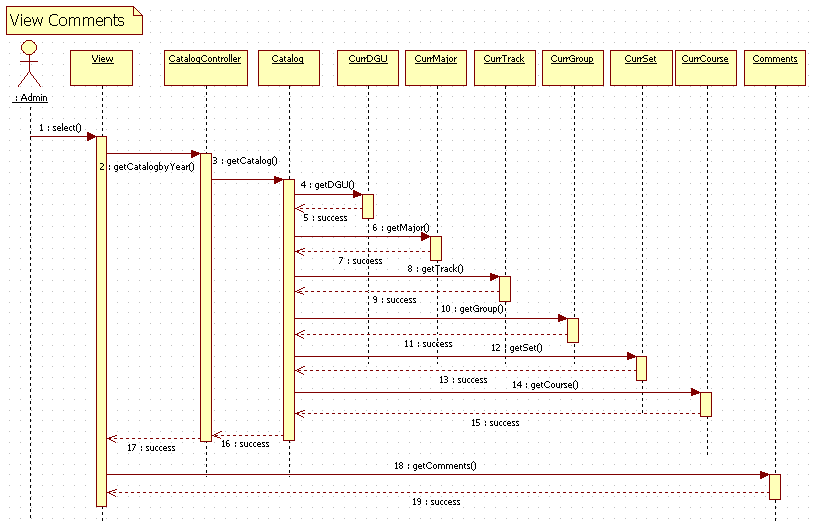 View Comments
View
CatalogController
Catalog
CurrDGU
CurrMajor
CurrTrack
CurrGroup
CurrSet
CurrCourse
Comments
: Admin
1 : select()
2 : getCatalogbyYear()
3 : getCatalog()
4 : getDGU()
5 : success
6 : getMajor()
7 : success
8 : getTrack()
9 : success
10 : getGroup()
11 : success
12 : getSet()
13 : success
14 : getCourse()
15 : success
16 : success
17 : success
18 : getComments()
19 : success